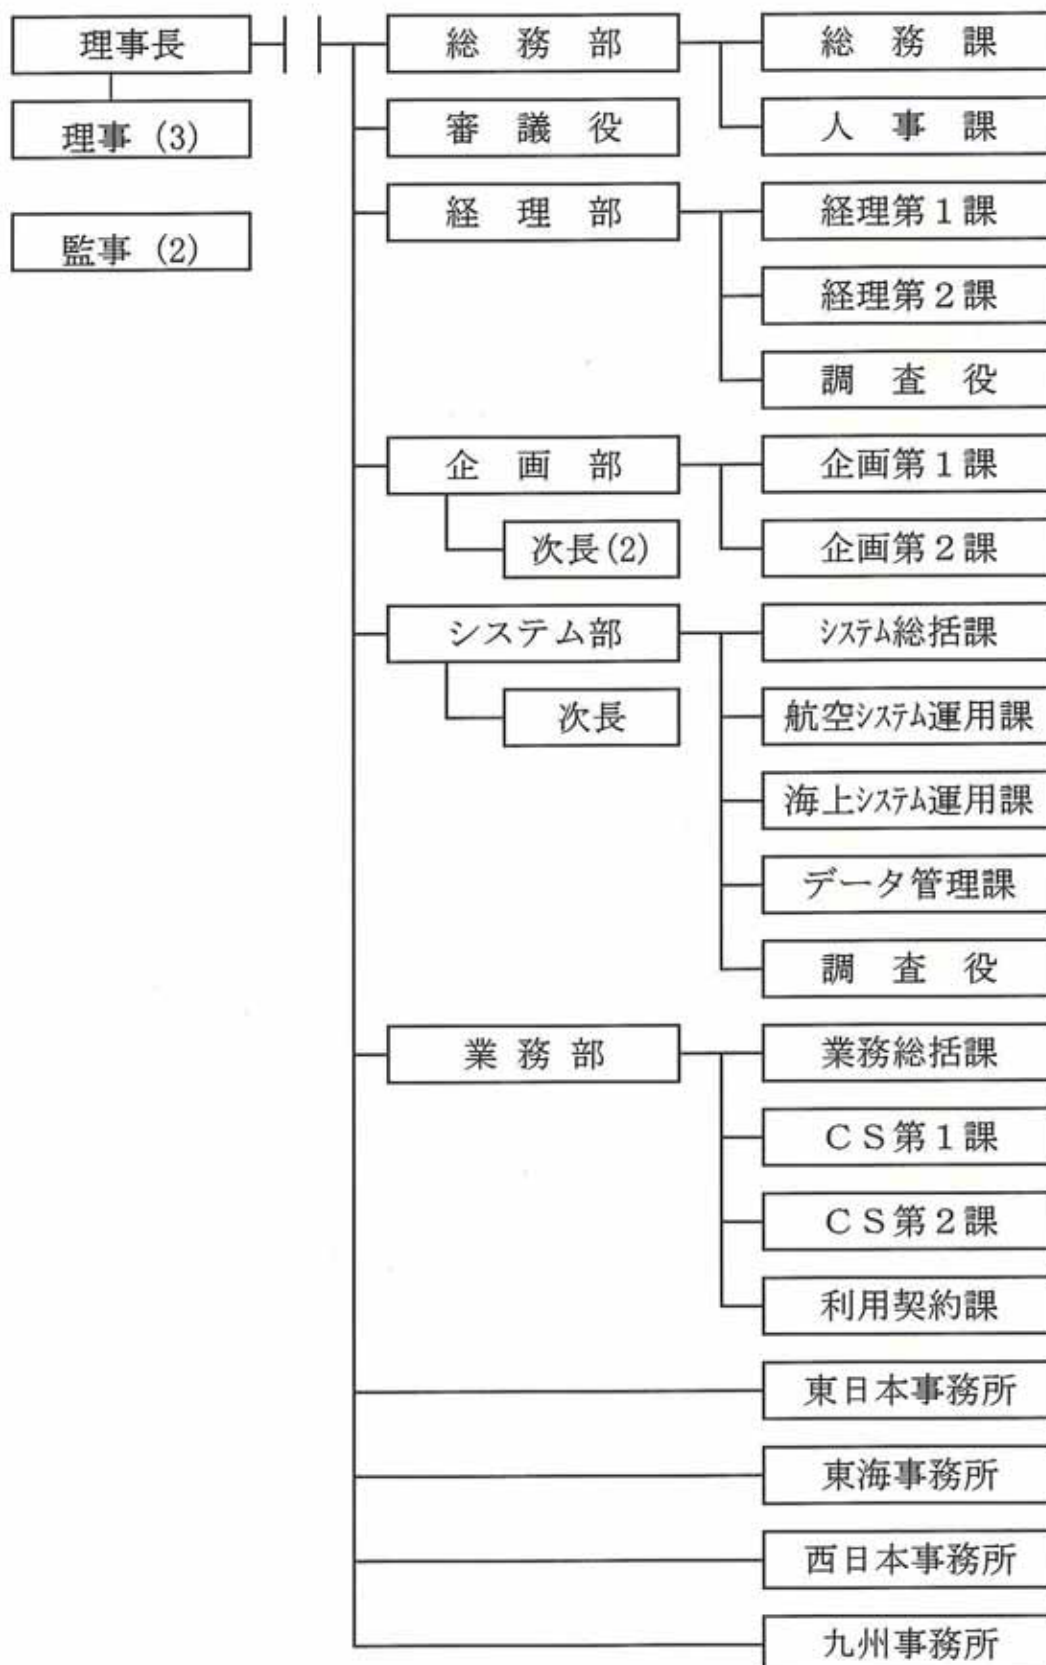 理事長
理事 (3)
監事 (2)
総務部
総務課
人事課
審議役
経理部
経理第1課
経理第2課
調査役
企画部
次長(2)
企画第1課
企画第2課
システム部
次長
システム総括課
航空システム運用課
海上システム運用課
データ管理課
調査役
業務部
業務総括課
CS第1課
CS第2課
利用契約課
東日本事務所
東海事務所
西日本事務所
九州事務所